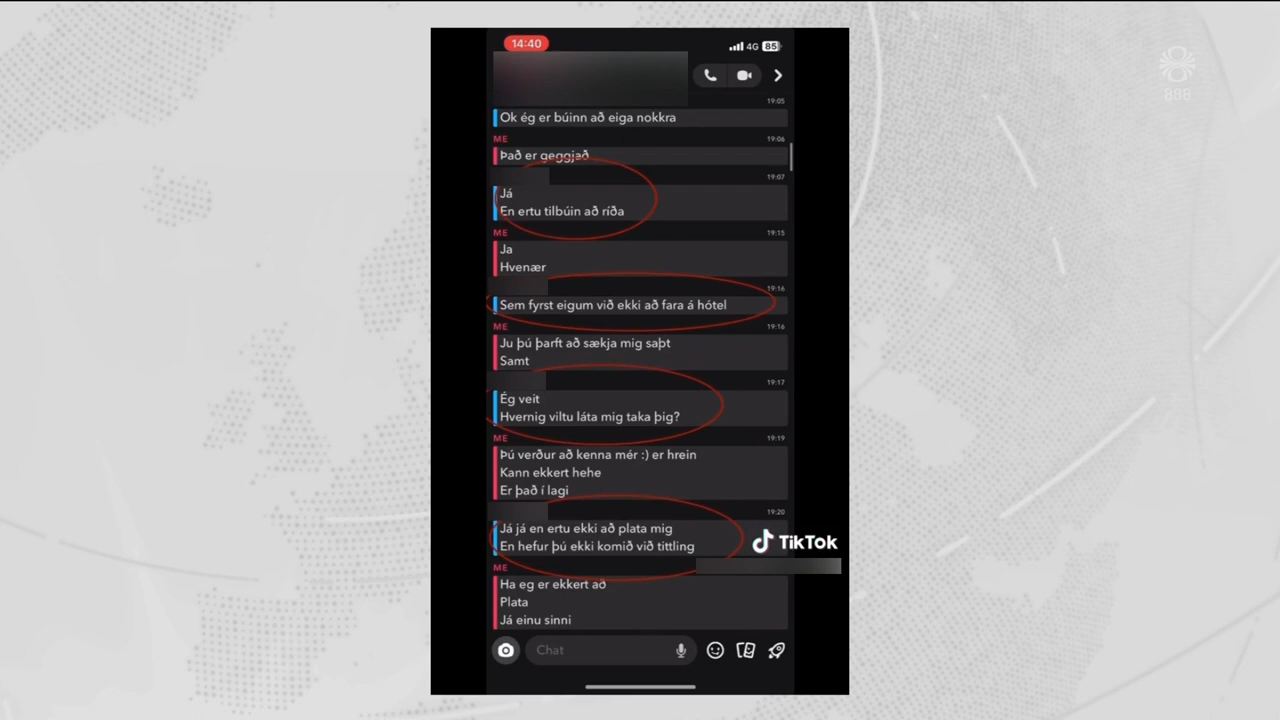 14:40
4G 85
888
19:05
Ok ég er búinn að eiga nokkra
ME 19:06
Það er geggjað
19:07
Já
En ertu tilbúin að ríða
ME 19:15
Ja
Hvenær
19:16
Sem fyrst eigum við ekki að fara á hótel
ME 19:16
Ju þú þarft að sækja mig saþt
Samt
19:17
Ég veit
Hvernig viltu láta mig taka þig?
ME 19:19
Þú verður að kenna mér :) er hrein
Kann ekkert hehe
Er það í lagi
19:20
Já já en ertu ekki að plata mig
En hefur þú ekki komið við tittling
TikTok
ME
Ha eg er ekkert að
Plata
Já einu sinni
Chat